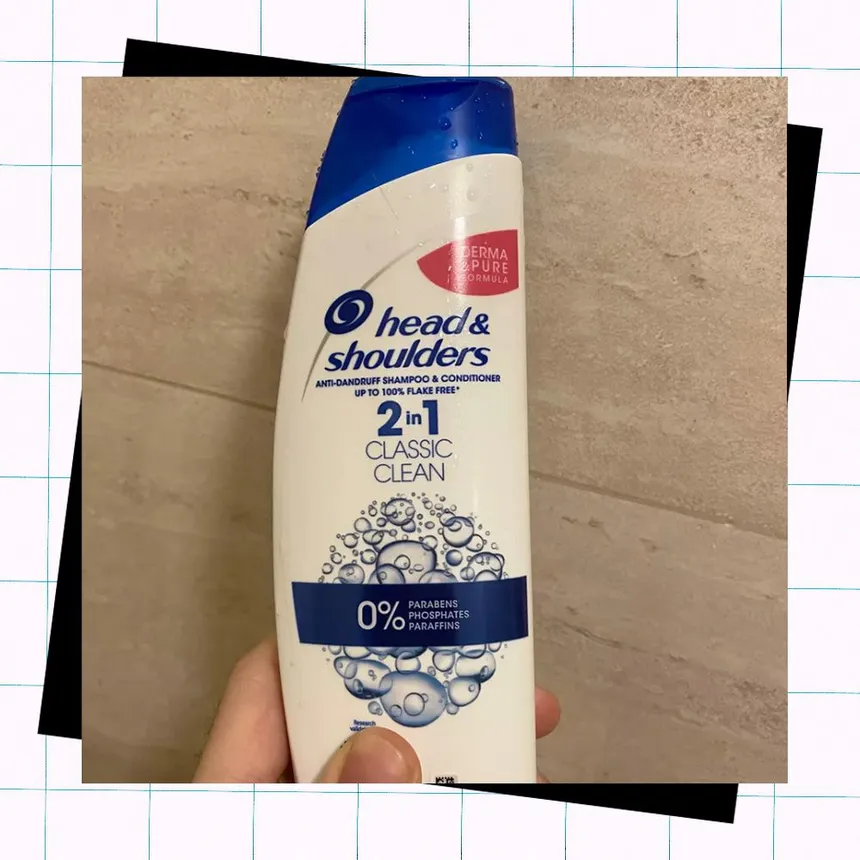 DERMA
&PURE
FORMULA
head&
shoulders
ANTI-DANDRUFF SHAMPOO & CONDITIONER
UP TO 100% FLAKE FREE*
2in1
CLASSIC
CLEAN
0% PARABENS
PHOSPHATES
PARAFFINS
Research